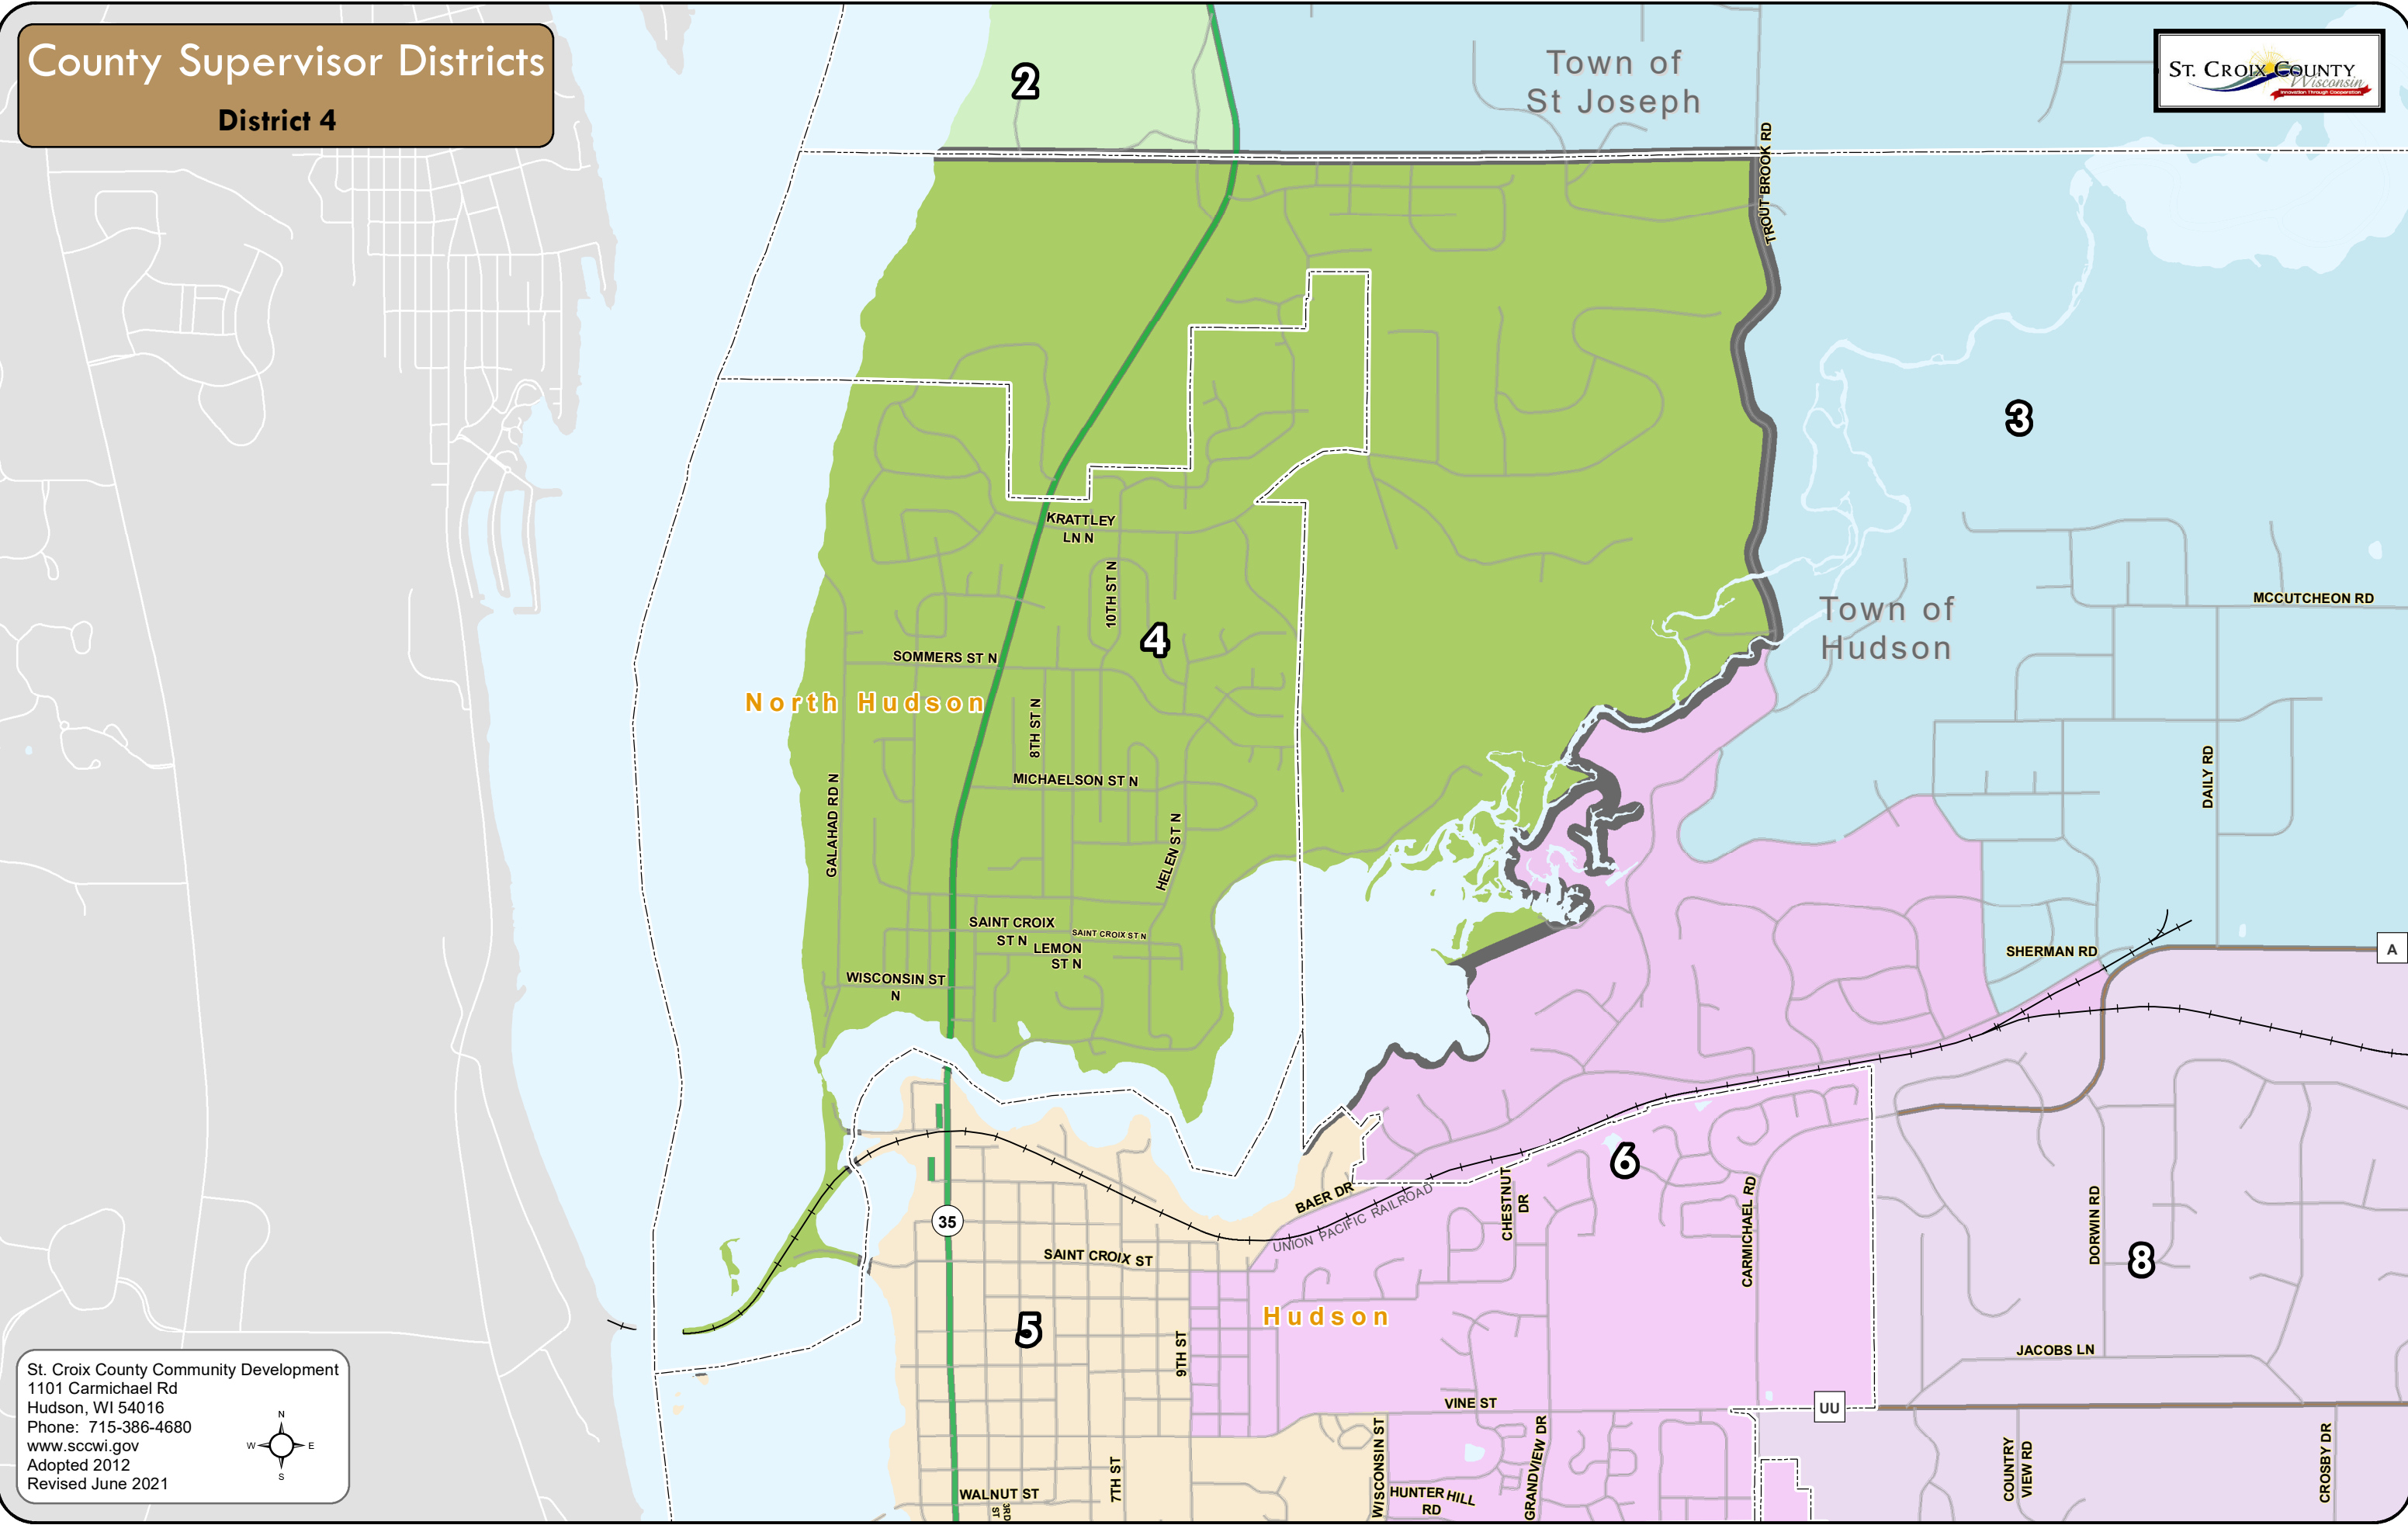 County Supervisor Districts
District 4
2
Town of
St Joseph
ST. CROIX COUNTY
Wisconsin
Innovation Through Cooperation
TROUT BROOK RD
3
KRATTLEY
LN N
10TH ST N
4
Town of
Hudson
MCCUTCHEON RD
SOMMERS ST N
North Hudson
8TH ST N
MICHAELSON ST N
GALAHAD RD N
HELEN ST N
DAILY RD
SAINT CROIX
ST N
SAINT CROIX ST N
LEMON
ST N
WISCONSIN ST
N
SHERMAN RD
A
6
BAER DR
UNION PACIFIC RAILROAD
CHESTNUT
DR
CARMICHAEL RD
DORWIN RD
8
35
SAINT CROIX ST
5
Hudson
9TH ST
JACOBS LN
VINE ST
UU
WISCONSIN ST
GRANDVIEW DR
HUNTER HILL
RD
COUNTRY
VIEW RD
CROSBY DR
7TH ST
WALNUT ST
3RD
ST
St. Croix County Community Development
1101 Carmichael Rd
Hudson, WI 54016
Phone: 715-386-4680
www.sccwi.gov
Adopted 2012
Revised June 2021
N
W
E
S